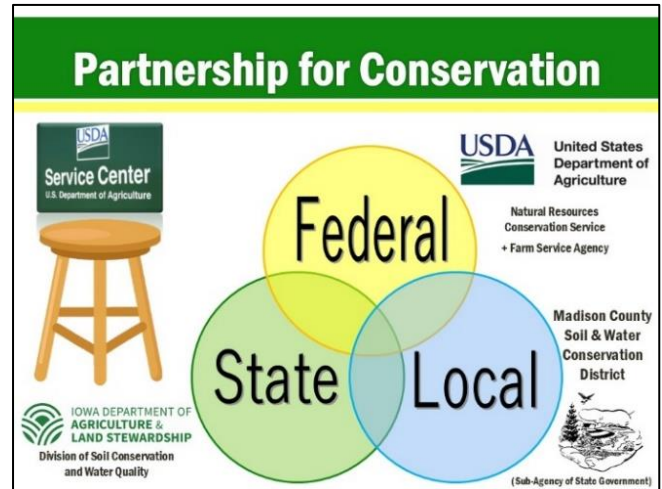 Partnership for Conservation
USDA
Service Center
U.S. Department of Agriculture
USDA
United States
Department of
Agriculture
Natural Resources
Conservation Service
+ Farm Service Agency
Federal
State
Local
Madison County
Soil & Water
Conservation
District
(Sub-Agency of State Government)
IOWA DEPARTMENT OF
AGRICULTURE &
LAND STEWARDSHIP
Division of Soil Conservation
and Water Quality